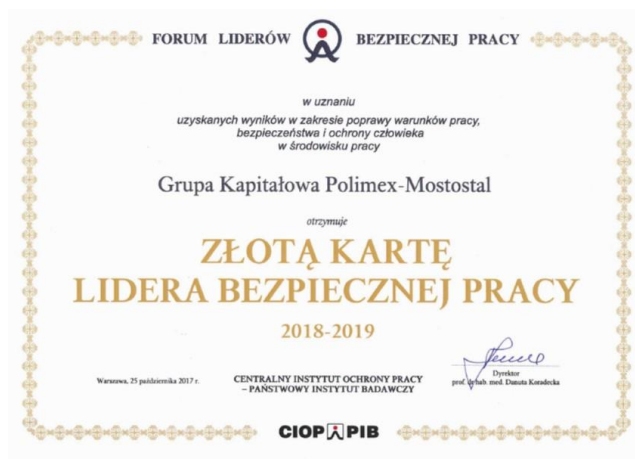 FORUM LIDERÓW BEZPIECZNEJ PRACY
w uznaniu
uzyskanych wyników w zakresie poprawy warunków pracy,
bezpieczeństwa i ochrony człowieka
w środowisku pracy
Grupa Kapitałowa Polimex-Mostostal
otrzymuje
ZŁOTĄ KARTĘ
LIDERA BEZPIECZNEJ PRACY
2018-2019
Warszawa, 25 października 2017 r.
CENTRALNY INSTYTUT OCHRONY PRACY
– PAŃSTWOWY INSTYTUT BADAWCZY
Dyrektor
prof. dr hab. med. Danuta Koradecka
CIOP PIB